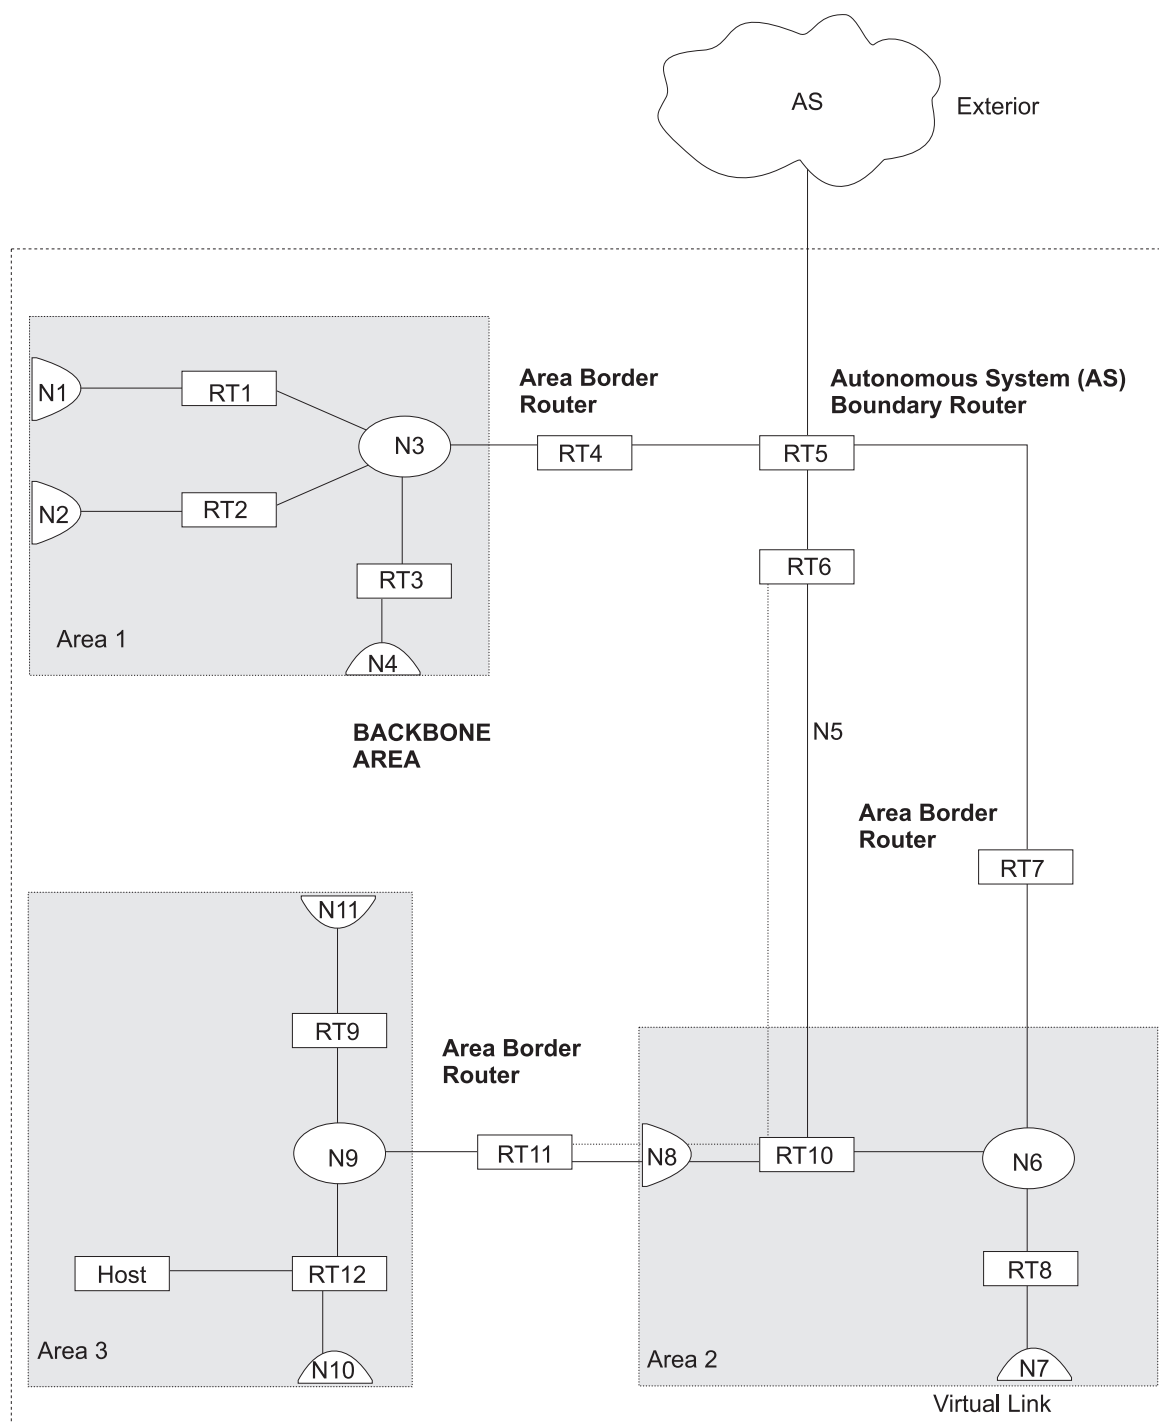 AS
Exterior
N1
RT1
N3
Area Border
Router
RT4
Autonomous System (AS)
Boundary Router
RT5
N2
RT2
RT6
RT3
Area 1
N4
BACKBONE
AREA
N5
Area Border
Router
RT7
N11
RT9
Area Border
Router
N9
RT11
N8
RT10
N6
Host
RT12
RT8
Area 3
N10
Area 2
N7
Virtual Link